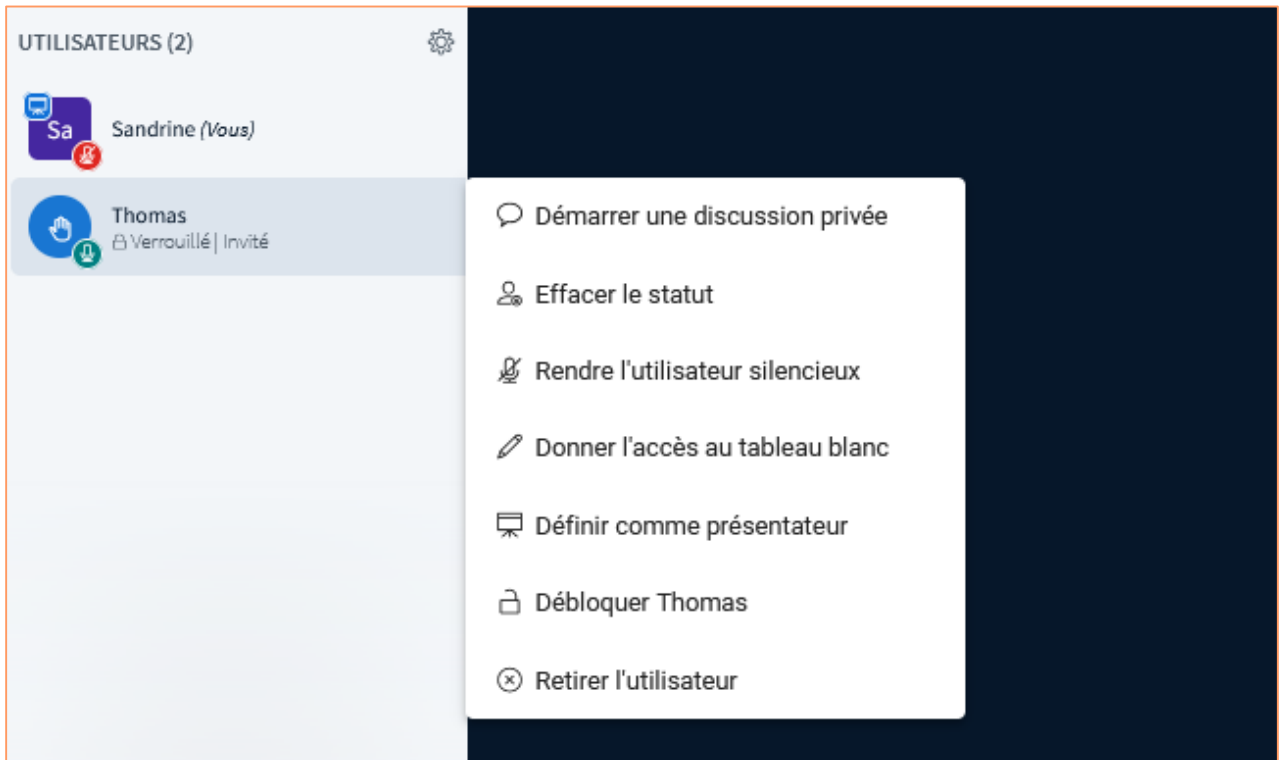 UTILISATEURS (2)
Sa
Sandrine (Vous)
Thomas
Verrouillé | Invité
Démarrer une discussion privée
Effacer le statut
Rendre l'utilisateur silencieux
Donner l'accès au tableau blanc
Définir comme présentateur
Débloquer Thomas
Retirer l'utilisateur